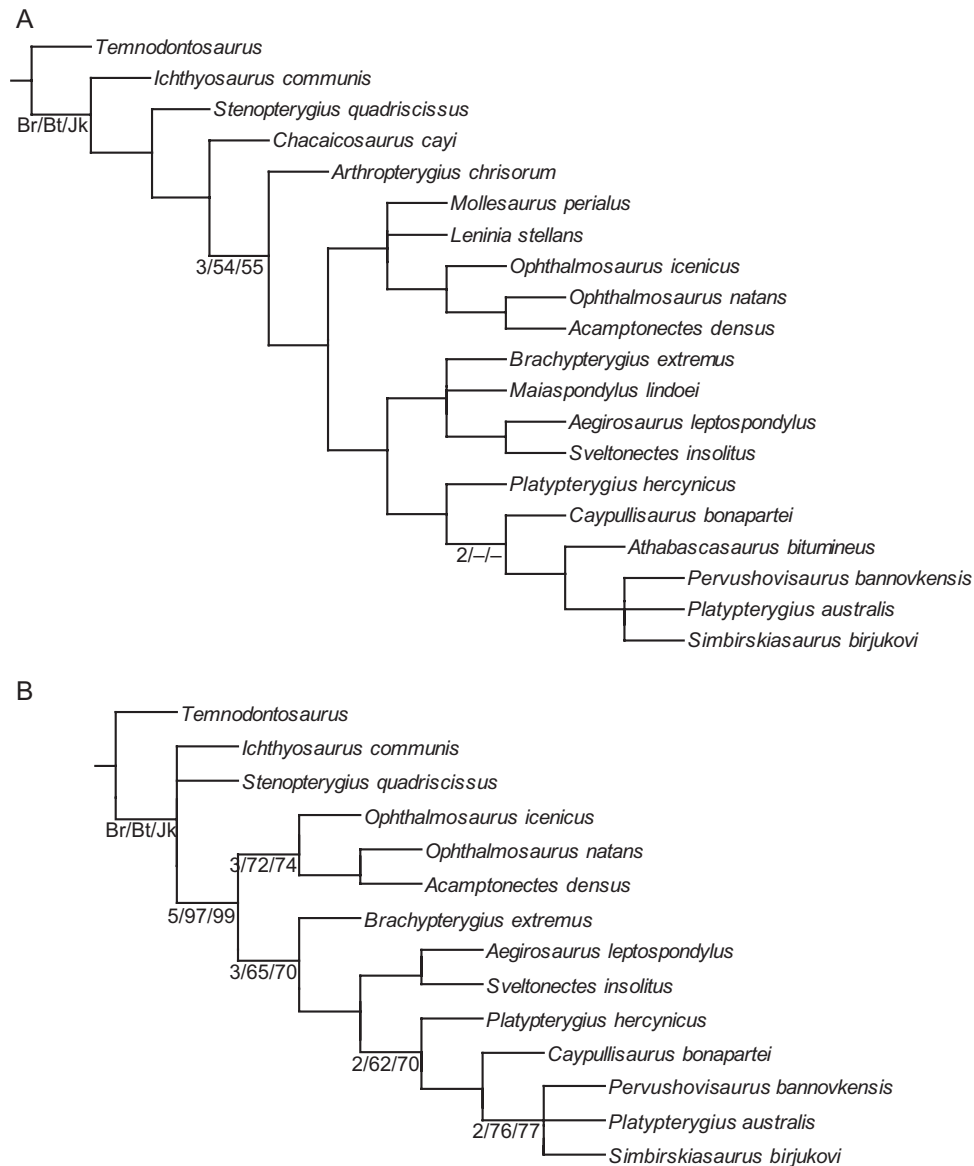 A
Temnodontosaurus
Ichthyosaurus communis
Stenopterygius quadriscissus
Br/Bt/Jk
Chacaicosaurus cayi
Arthropterygius chrisorum
Mollesaurus perialus
Leninia stellans
3/54/55
Ophthalmosaurus icenicus
Ophthalmosaurus natans
Acamptonectes densus
Brachypterygius extremus
Maiaspondylus lindoei
Aegirosaurus leptospondylus
Sveltonectes insolitus
Platypterygius hercynicus
Caypullisaurus bonapartei
2/–/–
Athabascasaurus bitumineus
Pervushovisaurus bannovkensis
Platypterygius australis
Simbirskiasaurus birjukovi
B
Temnodontosaurus
Ichthyosaurus communis
Stenopterygius quadriscissus
Ophthalmosaurus icenicus
Br/Bt/Jk
Ophthalmosaurus natans
3/72/74
Acamptonectes densus
5/97/99
Brachypterygius extremus
Aegirosaurus leptospondylus
3/65/70
Sveltonectes insolitus
Platypterygius hercynicus
Caypullisaurus bonapartei
2/62/70
Pervushovisaurus bannovkensis
Platypterygius australis
2/76/77
Simbirskiasaurus birjukovi